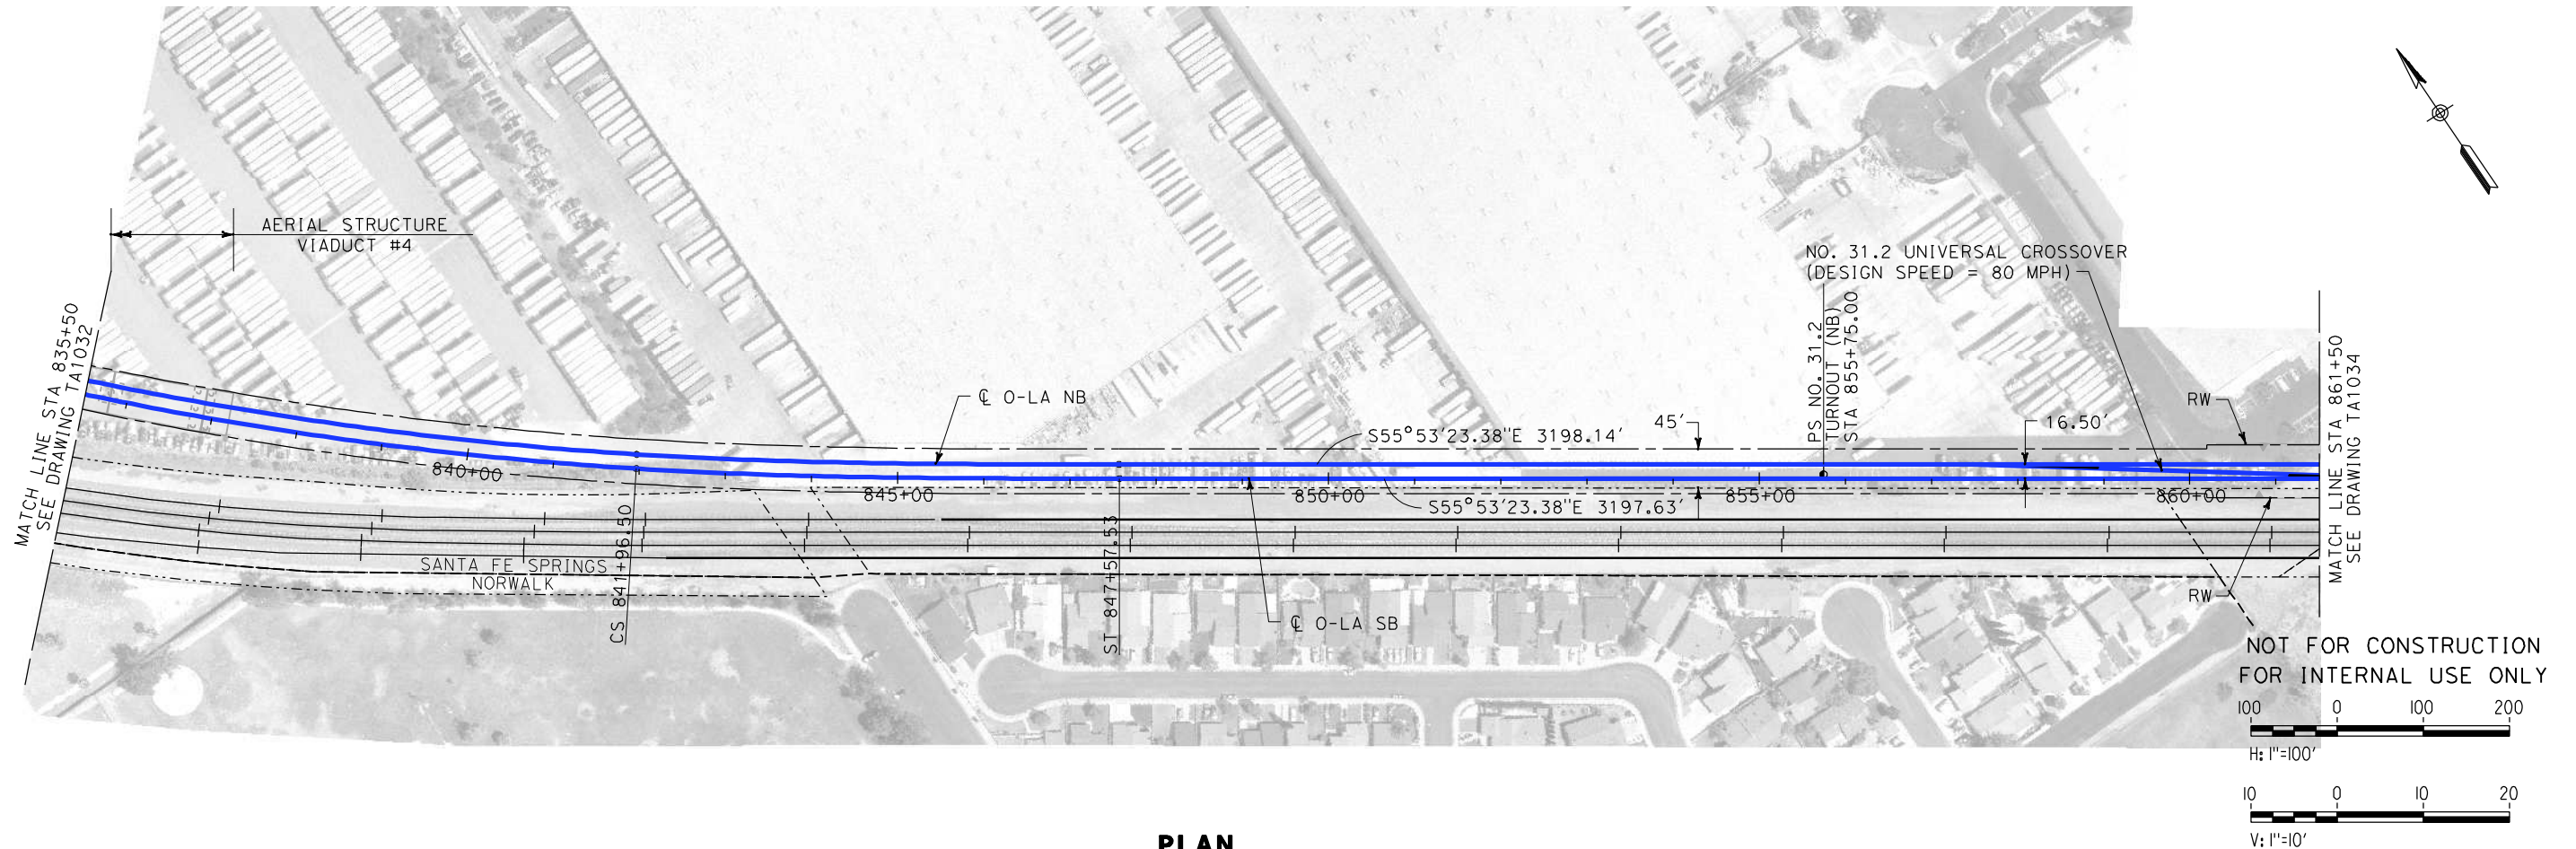 AERIAL STRUCTURE
VIADUCT #4
MATCH LINE STA 835+50
SEE DRAWING TA1032
840+00
SANTA FE SPRINGS
NORWALK
CS 841+96.50
845+00
℄ O-LA NB
ST 847+57.53
℄ O-LA SB
850+00
S55°53'23.38"E 3198.14'
S55°53'23.38"E 3197.63'
45'
NO. 31.2 UNIVERSAL CROSSOVER
(DESIGN SPEED = 80 MPH)
PS NO. 31.2
TURNOUT (NB)
STA 855+75.00
855+00
16.50'
860+00
RW
RW
MATCH LINE STA 861+50
SEE DRAWING TA1034
NOT FOR CONSTRUCTION
FOR INTERNAL USE ONLY
100 0 100 200
H: 1"=100'
10 0 10 20
V: 1"=10'
PLAN